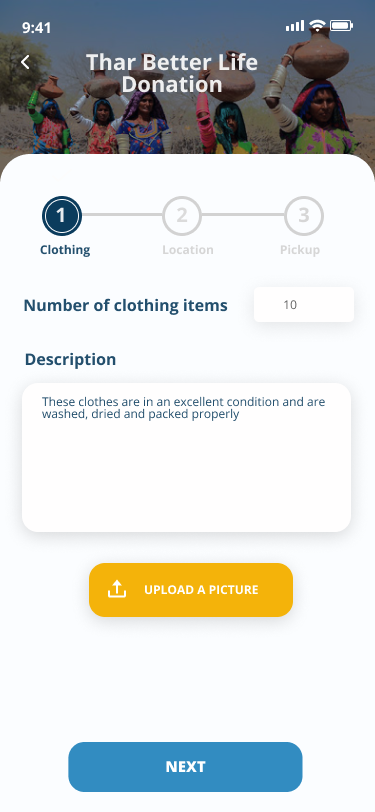 9:41
Thar Better Life
Donation
1
2
3
Clothing
Location
Pickup
Number of clothing items
10
Description
These clothes are in an excellent condition and are
washed, dried and packed properly
UPLOAD A PICTURE
NEXT